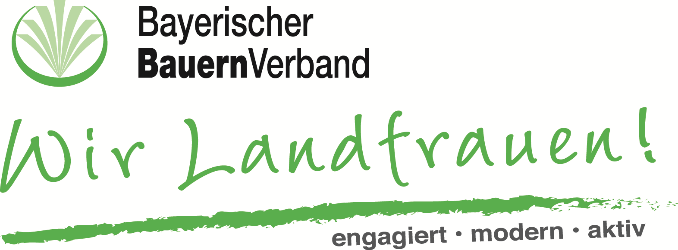 Bayerischer
BauernVerband
Wir Landfrauen!
engagiert · modern · aktiv